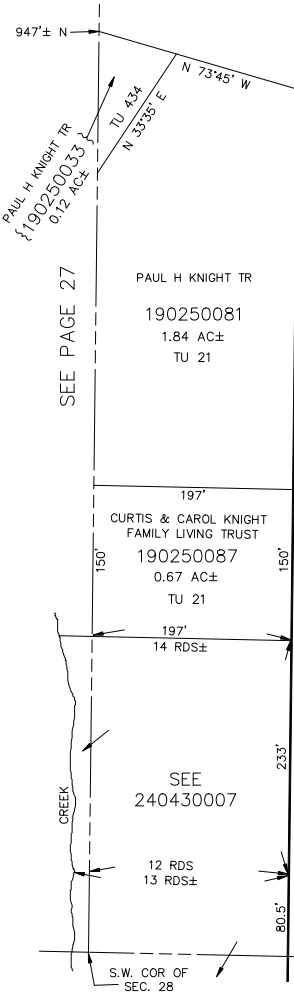 947'± N
N 73°45' W
TU 434
N 33°35' E
PAUL H KNIGHT TR
{190250033}
0.12 AC±
SEE PAGE 27
PAUL H KNIGHT TR
190250081
1.84 AC±
TU 21
197'
CURTIS & CAROL KNIGHT
FAMILY LIVING TRUST
190250087
0.67 AC±
TU 21
150'
150'
197'
14 RDS±
SEE
240430007
233'
CREEK
12 RDS
13 RDS±
80.5'
S.W. COR OF
SEC. 28